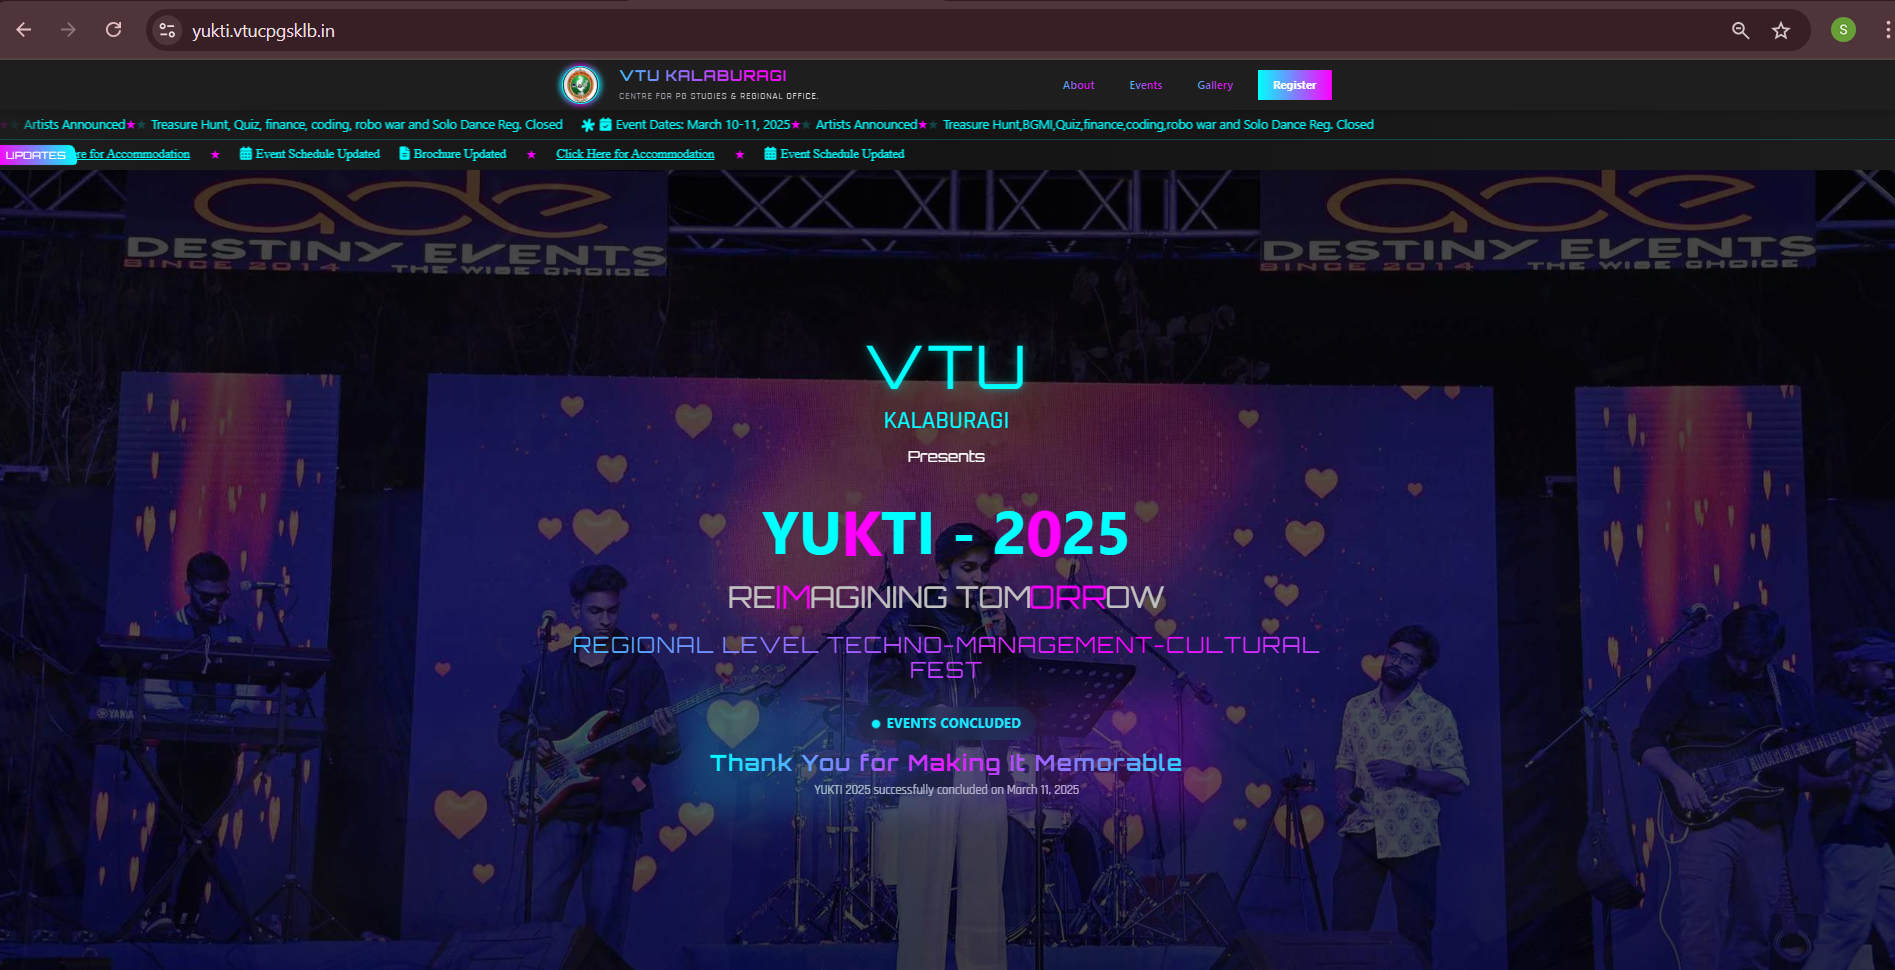 yukti.vtucpgsklb.in
S
VTU KALABURAGI
CENTRE FOR PG STUDIES & REGIONAL OFFICE.
About Events Gallery Register
Artists Announced★★ Treasure Hunt, Quiz, finance, coding, robo war and Solo Dance Reg. Closed Event Dates: March 10-11, 2025★★ Artists Announced★★ Treasure Hunt,BGMI,Quiz,finance,coding,robo war and Solo Dance Reg. Closed
UPDATES re for Accommodation ★ Event Schedule Updated Brochure Updated ★ Click Here for Accommodation ★ Event Schedule Updated
ade ade
DESTINY EVENTS DESTINY EVENTS
SINCE 2014 THE WISE CHOICE SINCE 2014 THE WISE CHOICE
VTU
KALABURAGI
Presents
YUKTI - 2025
REIMAGINING TOMORROW
REGIONAL LEVEL TECHNO-MANAGEMENT-CULTURAL
FEST
EVENTS CONCLUDED
Thank You for Making It Memorable
YUKTI 2025 successfully concluded on March 11, 2025
YAMA